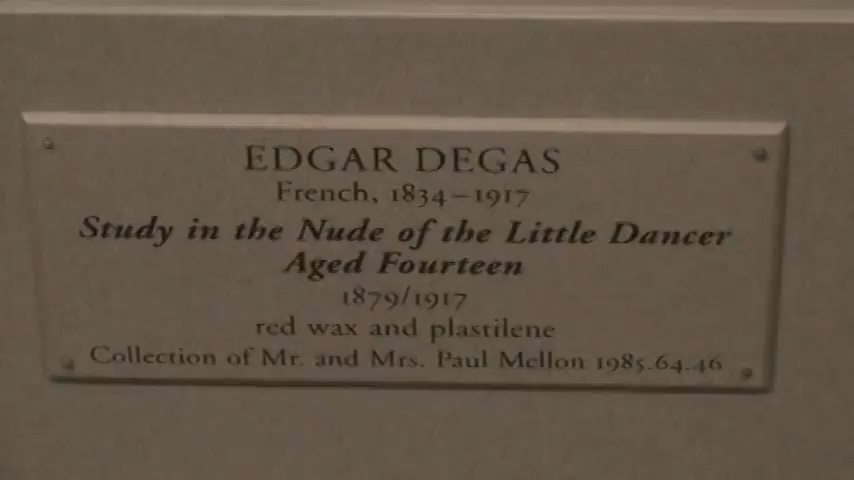 EDGAR DEGAS
French, 1834–1917
Study in the Nude of the Little Dancer
Aged Fourteen
1879/1917
red wax and plastilene
Collection of Mr. and Mrs. Paul Mellon 1985.64.46